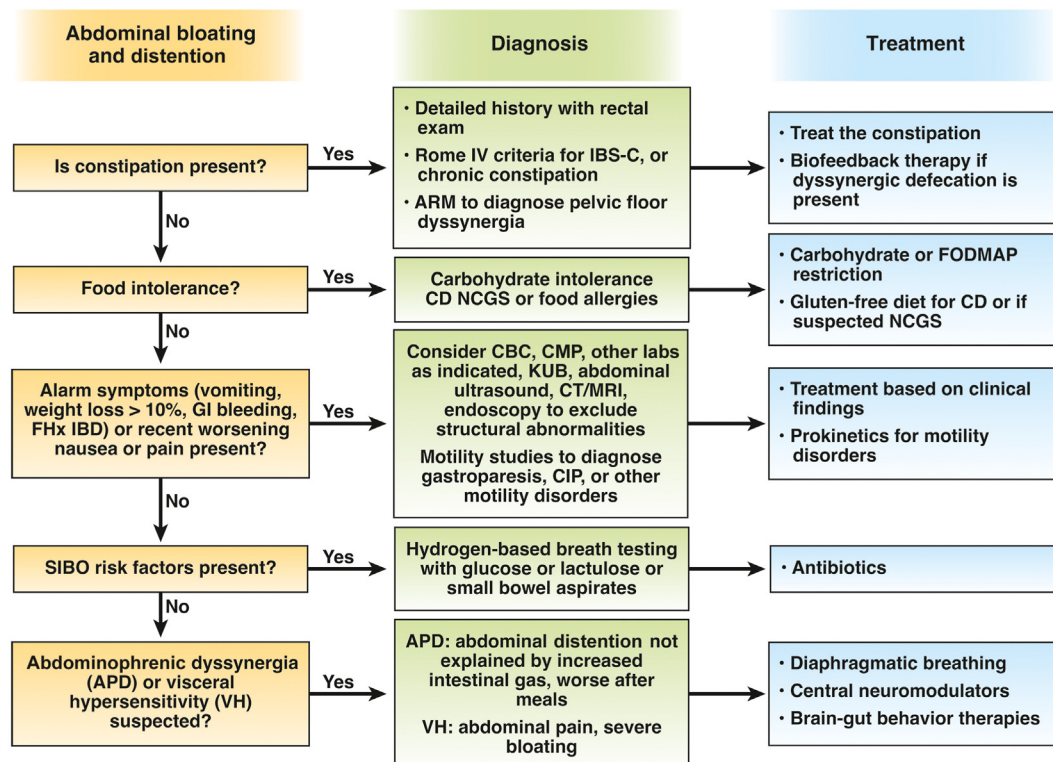 Abdominal bloating
and distention
Diagnosis
Treatment
Is constipation present?
Yes
· Detailed history with rectal
exam
· Rome IV criteria for IBS-C, or
chronic constipation
· ARM to diagnose pelvic floor
dyssynergia
· Treat the constipation
· Biofeedback therapy if
dyssynergic defecation is
present
No
Food intolerance?
Yes
Carbohydrate intolerance
CD NCGS or food allergies
· Carbohydrate or FODMAP
restriction
· Gluten-free diet for CD or if
suspected NCGS
No
Alarm symptoms (vomiting,
weight loss > 10%, GI bleeding,
FHx IBD) or recent worsening
nausea or pain present?
Yes
Consider CBC, CMP, other labs
as indicated, KUB, abdominal
ultrasound, CT/MRI,
endoscopy to exclude
structural abnormalities
Motility studies to diagnose
gastroparesis, CIP, or other
motility disorders
· Treatment based on clinical
findings
· Prokinetics for motility
disorders
No
SIBO risk factors present?
Yes
Hydrogen-based breath testing
with glucose or lactulose or
small bowel aspirates
· Antibiotics
No
Abdominophrenic dyssynergia
(APD) or visceral
hypersensitivity (VH)
suspected?
Yes
APD: abdominal distention not
explained by increased
intestinal gas, worse after
meals
VH: abdominal pain, severe
bloating
· Diaphragmatic breathing
· Central neuromodulators
· Brain-gut behavior therapies